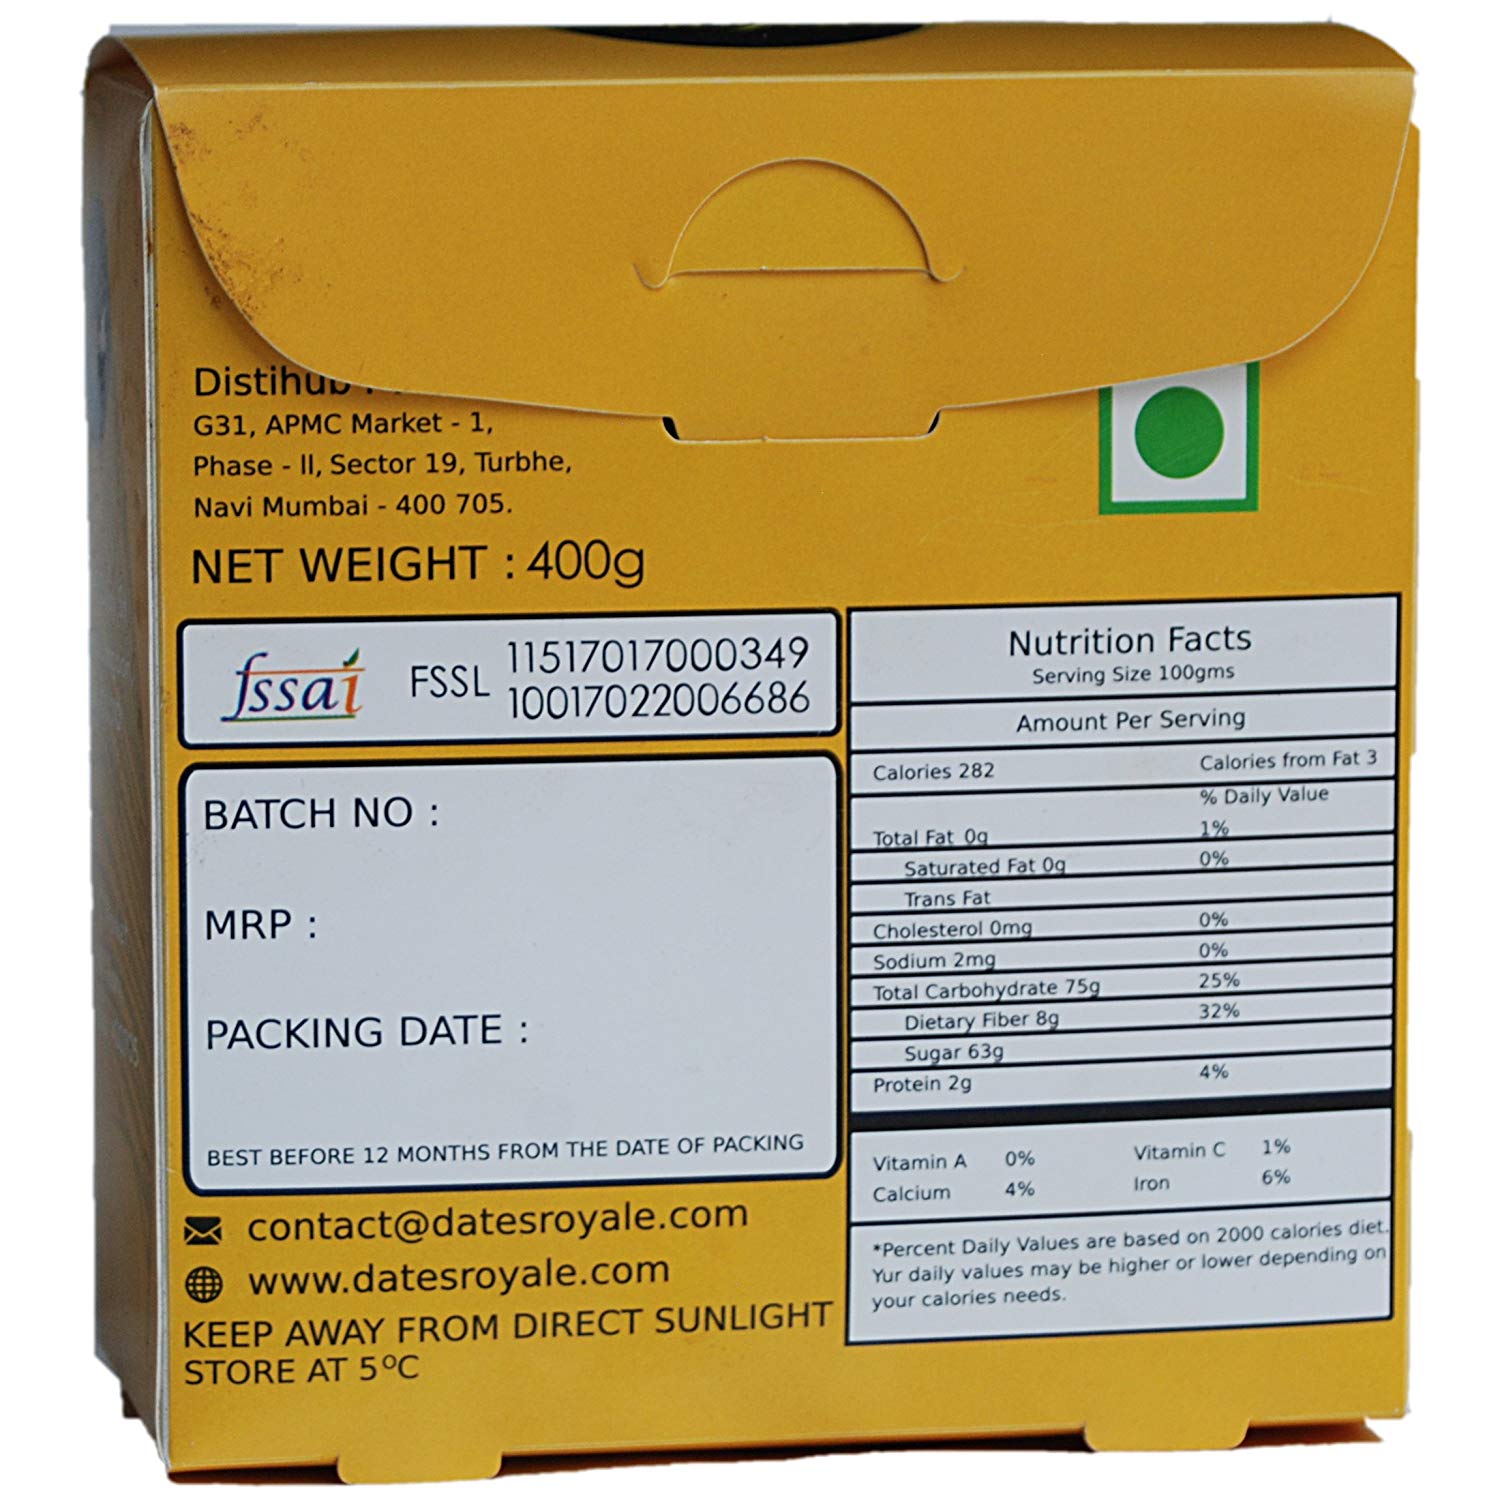 Distihub :
G31, APMC Market - 1,
Phase - II, Sector 19, Turbhe,
Navi Mumbai - 400 705.
NET WEIGHT : 400g
fssai
FSSL 11517017000349
10017022006686
BATCH NO :
MRP :
PACKING DATE :
BEST BEFORE 12 MONTHS FROM THE DATE OF PACKING
contact@datesroyale.com
www.datesroyale.com
KEEP AWAY FROM DIRECT SUNLIGHT
STORE AT 5°C
Nutrition Facts
Serving Size 100gms
Amount Per Serving
Calories 282 Calories from Fat 3
% Daily Value
Total Fat 0g 1%
Saturated Fat 0g 0%
Trans Fat
Cholesterol 0mg 0%
Sodium 2mg 0%
Total Carbohydrate 75g 25%
Dietary Fiber 8g 32%
Sugar 63g
Protein 2g 4%
Vitamin A 0% Vitamin C 1%
Calcium 4% Iron 6%
*Percent Daily Values are based on 2000 calories diet.
Yur daily values may be higher or lower depending on
your calories needs.